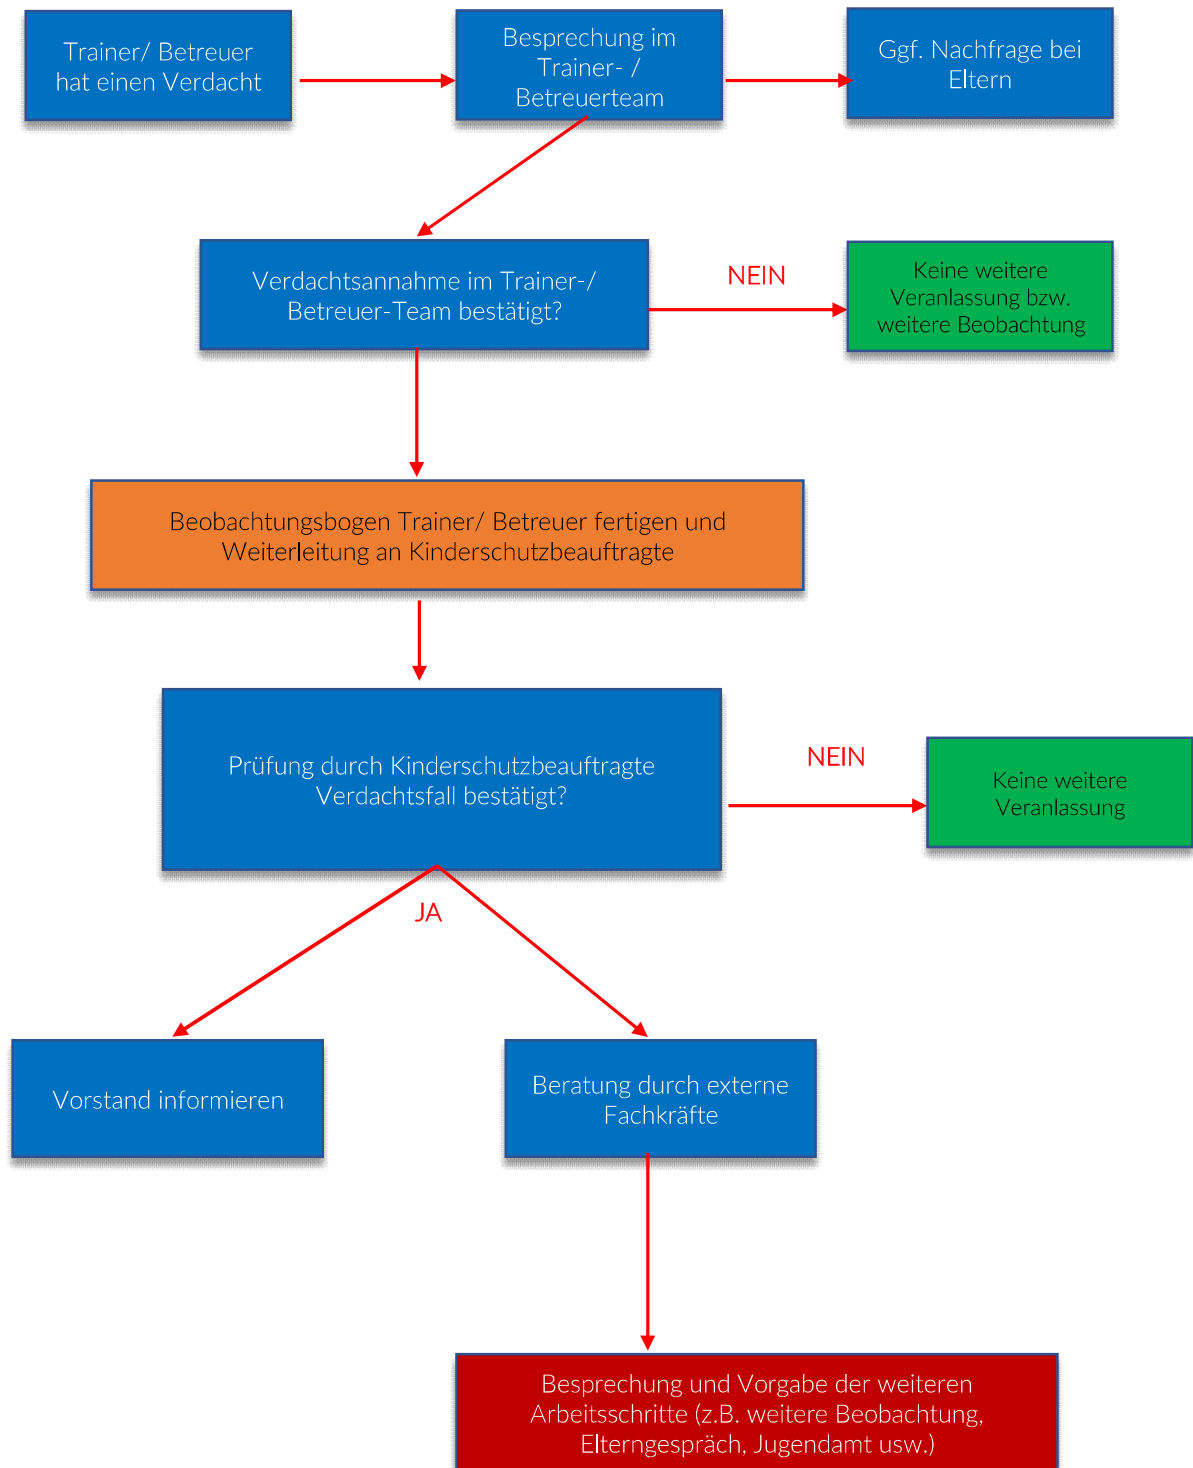 Trainer/ Betreuer
hat einen Verdacht
Besprechung im
Trainer- /
Betreuerteam
Ggf. Nachfrage bei
Eltern
Verdachtsannahme im Trainer-/
Betreuer-Team bestätigt?
NEIN
Keine weitere
Veranlassung bzw.
weitere Beobachtung
Beobachtungsbogen Trainer/ Betreuer fertigen und
Weiterleitung an Kinderschutzbeauftragte
Prüfung durch Kinderschutzbeauftragte
Verdachtsfall bestätigt?
NEIN
Keine weitere
Veranlassung
JA
Vorstand informieren
Beratung durch externe
Fachkräfte
Besprechung und Vorgabe der weiteren
Arbeitsschritte (z.B. weitere Beobachtung,
Elterngespräch, Jugendamt usw.)